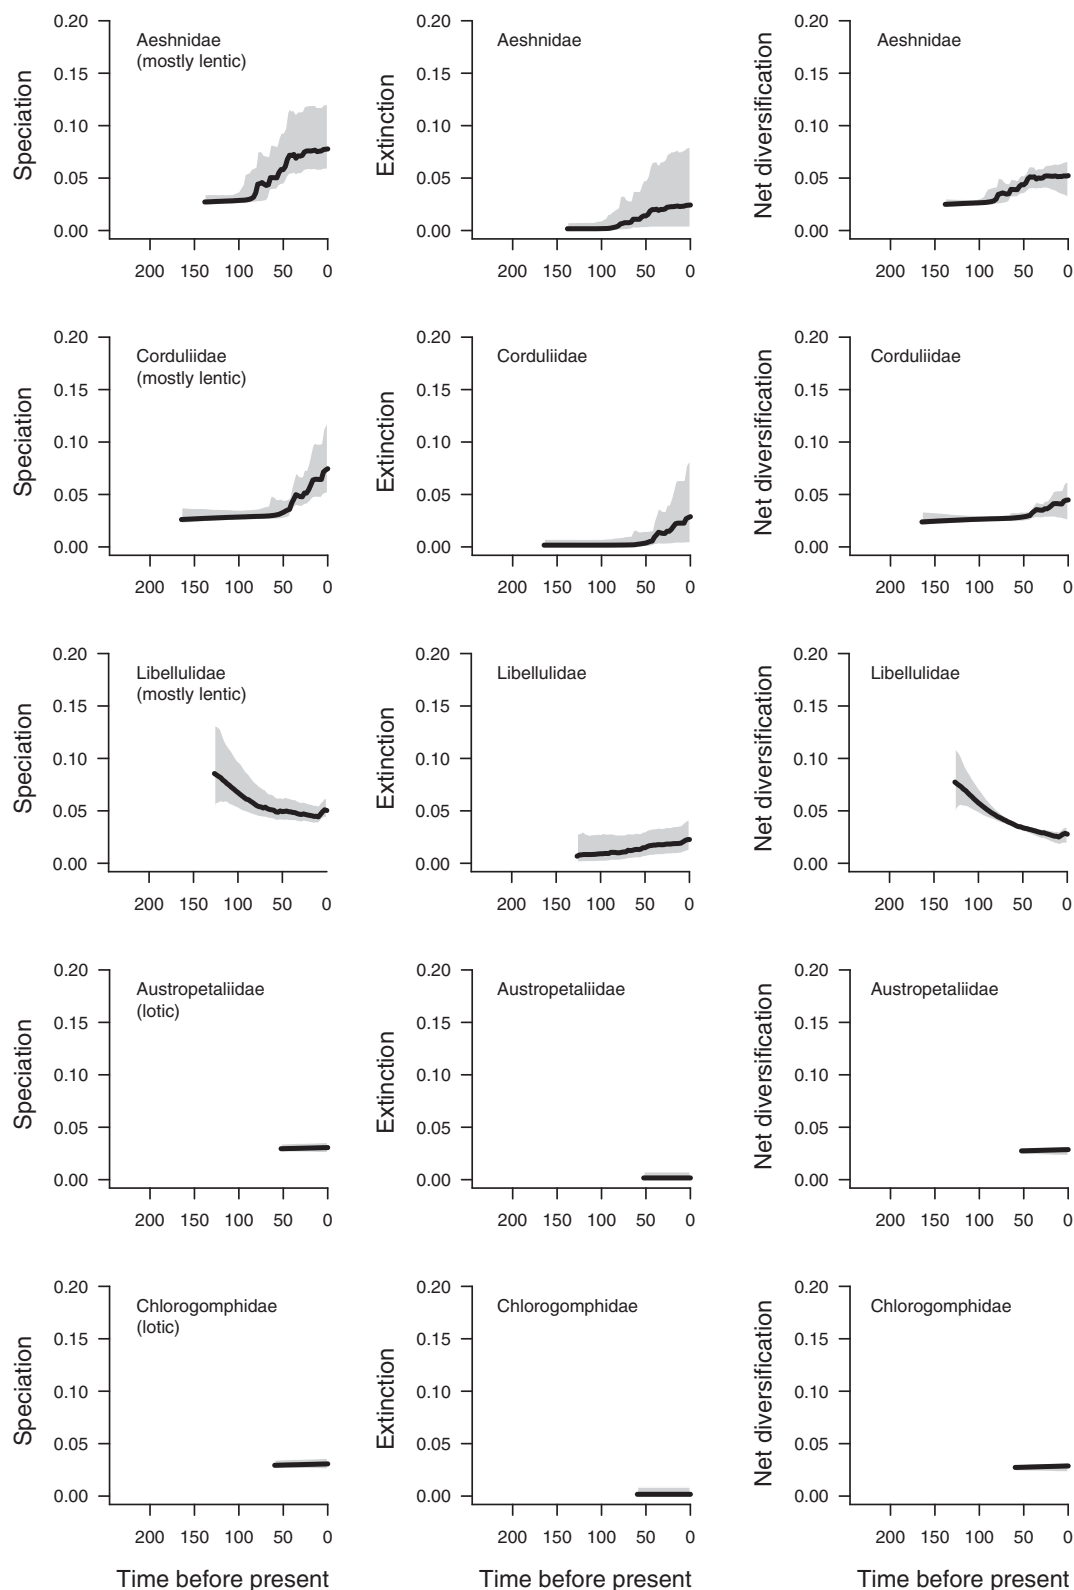 0.20
0.15
0.10
0.05
0.00
Speciation
Aeshnidae
(mostly lentic)
200 150 100 50 0
0.20
0.15
0.10
0.05
0.00
Extinction
Aeshnidae
200 150 100 50 0
0.20
0.15
0.10
0.05
0.00
Net diversification
Aeshnidae
200 150 100 50 0
0.20
0.15
0.10
0.05
0.00
Speciation
Corduliidae
(mostly lentic)
200 150 100 50 0
0.20
0.15
0.10
0.05
0.00
Extinction
Corduliidae
200 150 100 50 0
0.20
0.15
0.10
0.05
0.00
Net diversification
Corduliidae
200 150 100 50 0
0.20
0.15
0.10
0.05
0.00
Speciation
Libellulidae
(mostly lentic)
200 150 100 50 0
0.20
0.15
0.10
0.05
0.00
Extinction
Libellulidae
200 150 100 50 0
0.20
0.15
0.10
0.05
0.00
Net diversification
Libellulidae
200 150 100 50 0
0.20
0.15
0.10
0.05
0.00
Speciation
Austropetaliidae
(lotic)
200 150 100 50 0
0.20
0.15
0.10
0.05
0.00
Extinction
Austropetaliidae
200 150 100 50 0
0.20
0.15
0.10
0.05
0.00
Net diversification
Austropetaliidae
200 150 100 50 0
0.20
0.15
0.10
0.05
0.00
Speciation
Chlorogomphidae
(lotic)
200 150 100 50 0
Time before present
0.20
0.15
0.10
0.05
0.00
Extinction
Chlorogomphidae
200 150 100 50 0
Time before present
0.20
0.15
0.10
0.05
0.00
Net diversification
Chlorogomphidae
200 150 100 50 0
Time before present